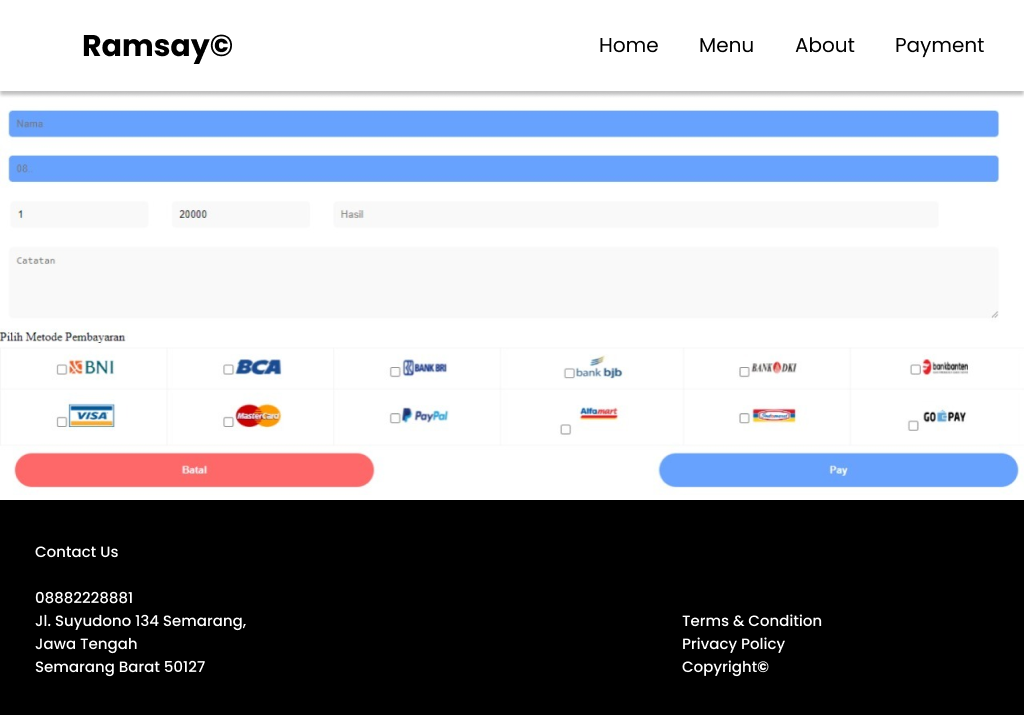 Ramsay©
Home Menu About Payment
Nama
08.
1 20000 Hasil
Catatan
Pilih Metode Pembayaran
BNI BCA BANK BRI bank bjb BANK DKI bankbanten
VISA MasterCard PayPal Alfamart Indomaret GOPAY
Batal Pay
Contact Us
08882228881
Jl. Suyudono 134 Semarang, Terms & Condition
Jawa Tengah Privacy Policy
Semarang Barat 50127 Copyright©